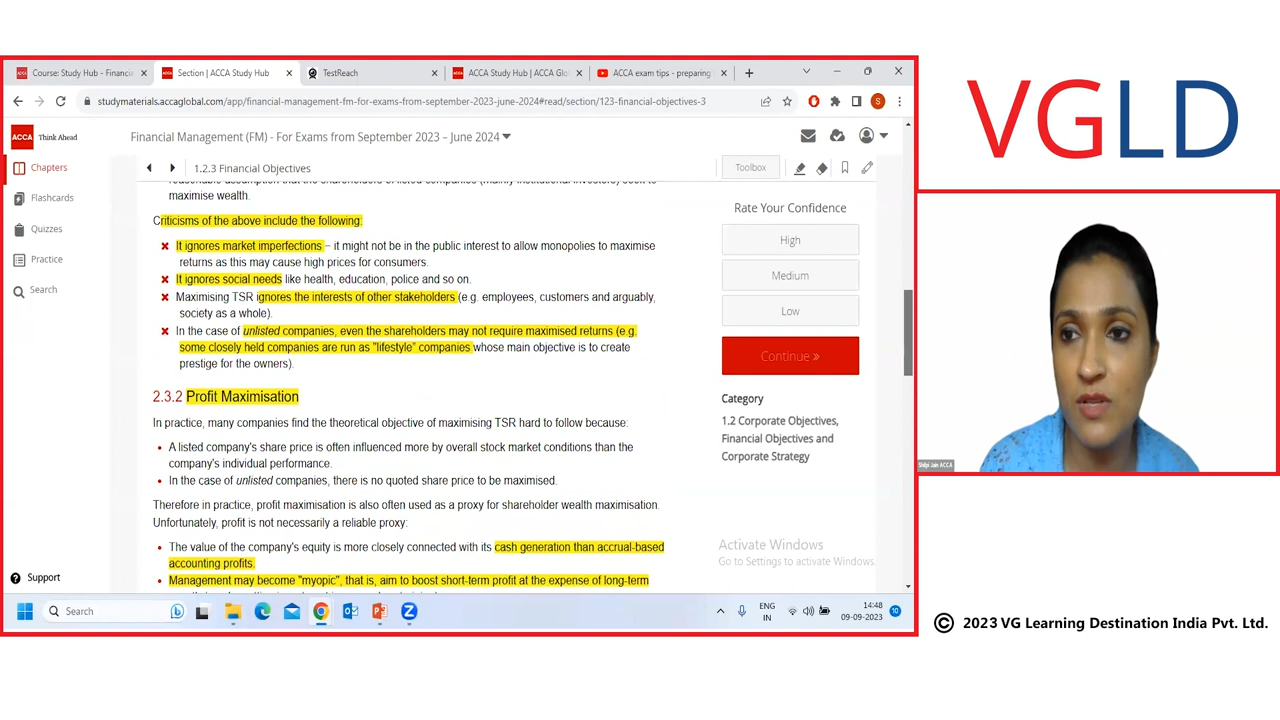 Course: Study Hub - Financi
Section | ACCA Study Hub
TestReach
ACCA Study Hub | ACCA Glo
ACCA exam tips - preparing
studymaterials.accaglobal.com/app/financial-management-fm-for-exams-from-september-2023-june-2024#read/section/123-financial-objectives-3
S
ACCA
Think Ahead
Financial Management (FM) - For Exams from September 2023 – June 2024
Chapters
Flashcards
Quizzes
Practice
Search
Support
1.2.3 Financial Objectives
Toolbox
maximise wealth.
Criticisms of the above include the following:
It ignores market imperfections – it might not be in the public interest to allow monopolies to maximise
returns as this may cause high prices for consumers.
It ignores social needs like health, education, police and so on.
Maximising TSR ignores the interests of other stakeholders (e.g. employees, customers and arguably,
society as a whole).
In the case of unlisted companies, even the shareholders may not require maximised returns (e.g.
some closely held companies are run as "lifestyle" companies whose main objective is to create
prestige for the owners).
2.3.2 Profit Maximisation
In practice, many companies find the theoretical objective of maximising TSR hard to follow because:
A listed company's share price is often influenced more by overall stock market conditions than the
company's individual performance.
In the case of unlisted companies, there is no quoted share price to be maximised.
Therefore in practice, profit maximisation is also often used as a proxy for shareholder wealth maximisation.
Unfortunately, profit is not necessarily a reliable proxy:
The value of the company's equity is more closely connected with its cash generation than accrual-based
accounting profits.
Management may become "myopic", that is, aim to boost short-term profit at the expense of long-term
Rate Your Confidence
High
Medium
Low
Continue »
Category
1.2 Corporate Objectives,
Financial Objectives and
Corporate Strategy
Activate Windows
Go to Settings to activate Windows.
Search
ENG
IN
14:48
09-09-2023
10
VGLD
Shilpi Jain ACCA
© 2023 VG Learning Destination India Pvt. Ltd.